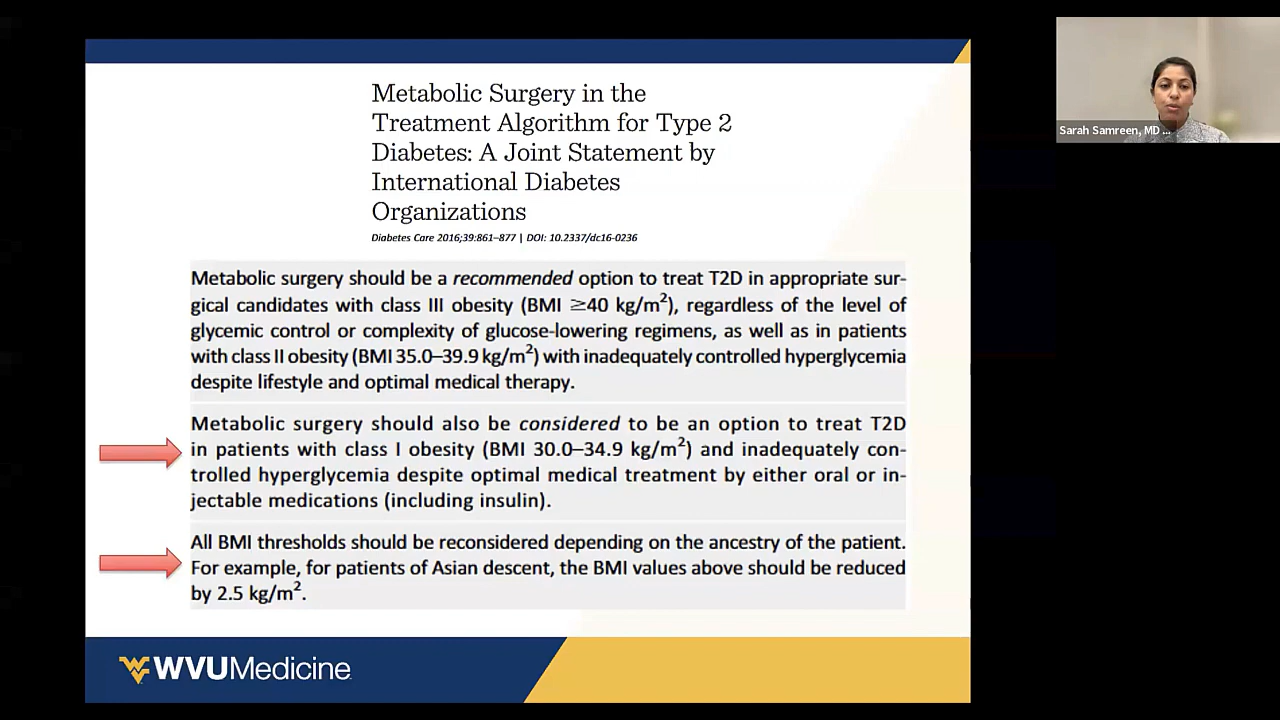 Metabolic Surgery in the
Treatment Algorithm for Type 2
Diabetes: A Joint Statement by
International Diabetes
Organizations
Diabetes Care 2016;39:861–877 | DOI: 10.2337/dc16-0236
Metabolic surgery should be a recommended option to treat T2D in appropriate sur-
gical candidates with class III obesity (BMI ≥40 kg/m²), regardless of the level of
glycemic control or complexity of glucose-lowering regimens, as well as in patients
with class II obesity (BMI 35.0–39.9 kg/m²) with inadequately controlled hyperglycemia
despite lifestyle and optimal medical therapy.
Metabolic surgery should also be considered to be an option to treat T2D
in patients with class I obesity (BMI 30.0–34.9 kg/m²) and inadequately con-
trolled hyperglycemia despite optimal medical treatment by either oral or in-
jectable medications (including insulin).
All BMI thresholds should be reconsidered depending on the ancestry of the patient.
For example, for patients of Asian descent, the BMI values above should be reduced
by 2.5 kg/m².
WVUMedicine
Sarah Samreen, MD ...